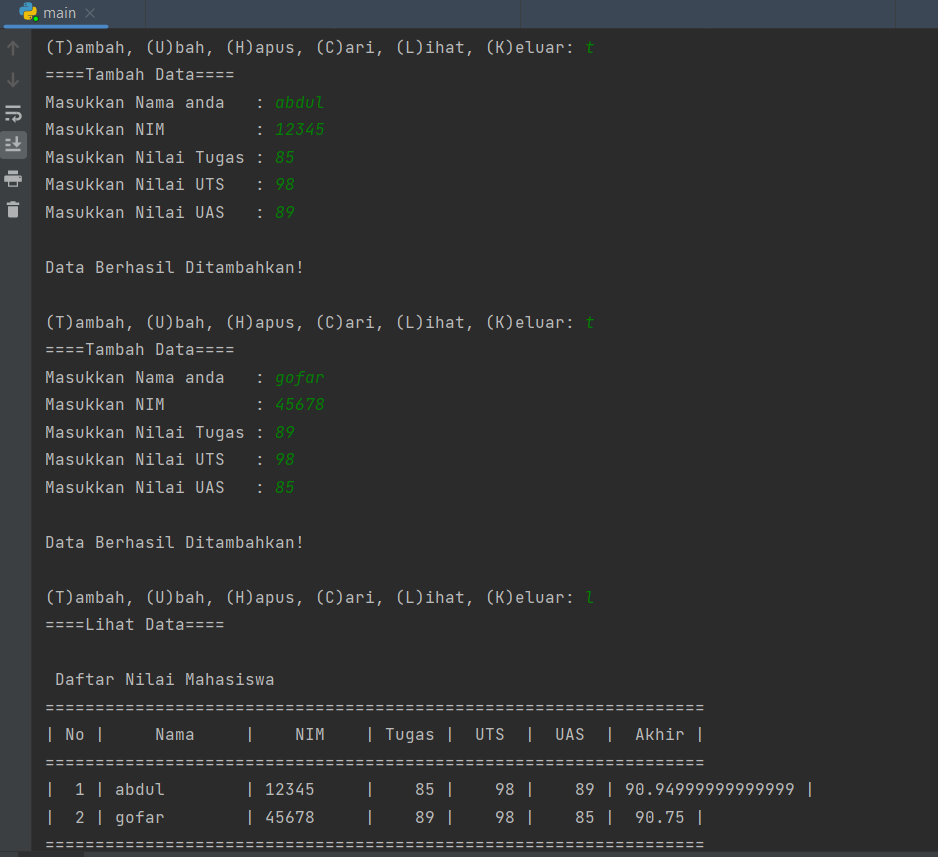 main
(T)ambah, (U)bah, (H)apus, (C)ari, (L)ihat, (K)eluar: t
====Tambah Data====
Masukkan Nama anda   : abdul
Masukkan NIM         : 12345
Masukkan Nilai Tugas : 85
Masukkan Nilai UTS   : 98
Masukkan Nilai UAS   : 89
Data Berhasil Ditambahkan!
(T)ambah, (U)bah, (H)apus, (C)ari, (L)ihat, (K)eluar: t
====Tambah Data====
Masukkan Nama anda   : gofar
Masukkan NIM         : 45678
Masukkan Nilai Tugas : 89
Masukkan Nilai UTS   : 98
Masukkan Nilai UAS   : 85
Data Berhasil Ditambahkan!
(T)ambah, (U)bah, (H)apus, (C)ari, (L)ihat, (K)eluar: l
====Lihat Data====
 Daftar Nilai Mahasiswa
==================================================================
| No |     Nama     |    NIM    | Tugas |  UTS  |  UAS  |  Akhir |
==================================================================
|  1 | abdul        | 12345     |    85 |    98 |    89 | 90.94999999999999 |
|  2 | gofar        | 45678     |    89 |    98 |    85 |  90.75 |
==================================================================